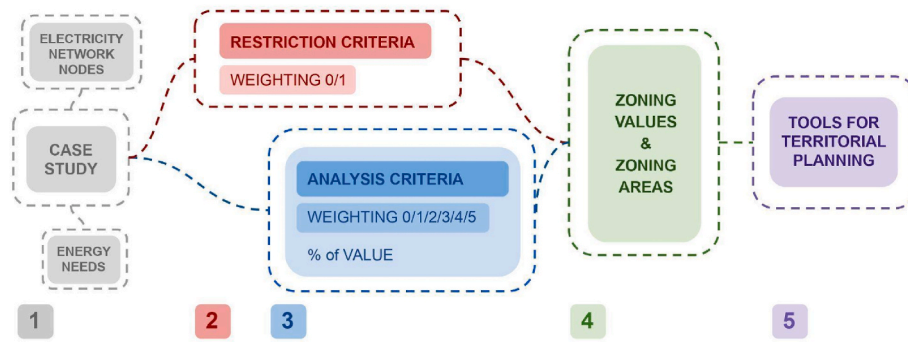 ELECTRICITY
NETWORK
NODES
CASE
STUDY
ENERGY
NEEDS
RESTRICTION CRITERIA
WEIGHTING 0/1
ANALYSIS CRITERIA
WEIGHTING 0/1/2/3/4/5
% of VALUE
ZONING
VALUES
&
ZONING
AREAS
TOOLS FOR
TERRITORIAL
PLANNING
1
2
3
4
5